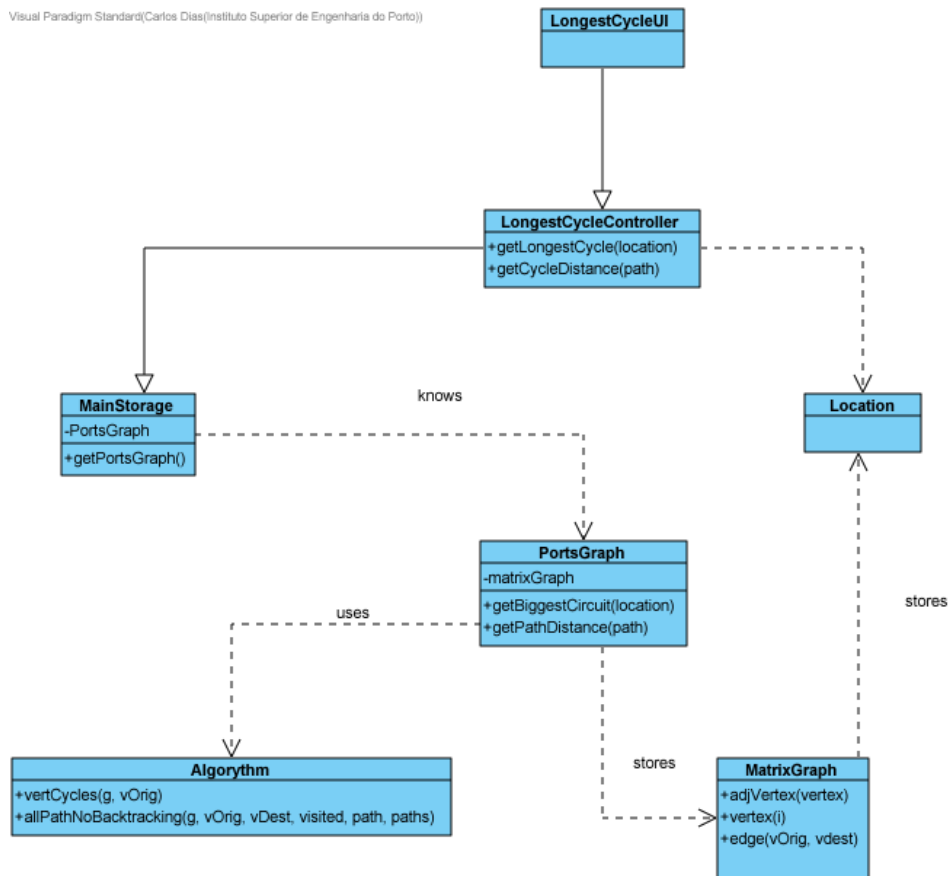 Visual Paradigm Standard(Carlos Dias(Instituto Superior de Engenharia do Porto))
LongestCycleUI
LongestCycleController
+getLongestCycle(location)
+getCycleDistance(path)
MainStorage
-PortsGraph
+getPortsGraph()
knows
Location
PortsGraph
-matrixGraph
+getBiggestCircuit(location)
+getPathDistance(path)
uses
stores
stores
Algorythm
+vertCycles(g, vOrig)
+allPathNoBacktracking(g, vOrig, vDest, visited, path, paths)
MatrixGraph
+adjVertex(vertex)
+vertex(i)
+edge(vOrig, vdest)